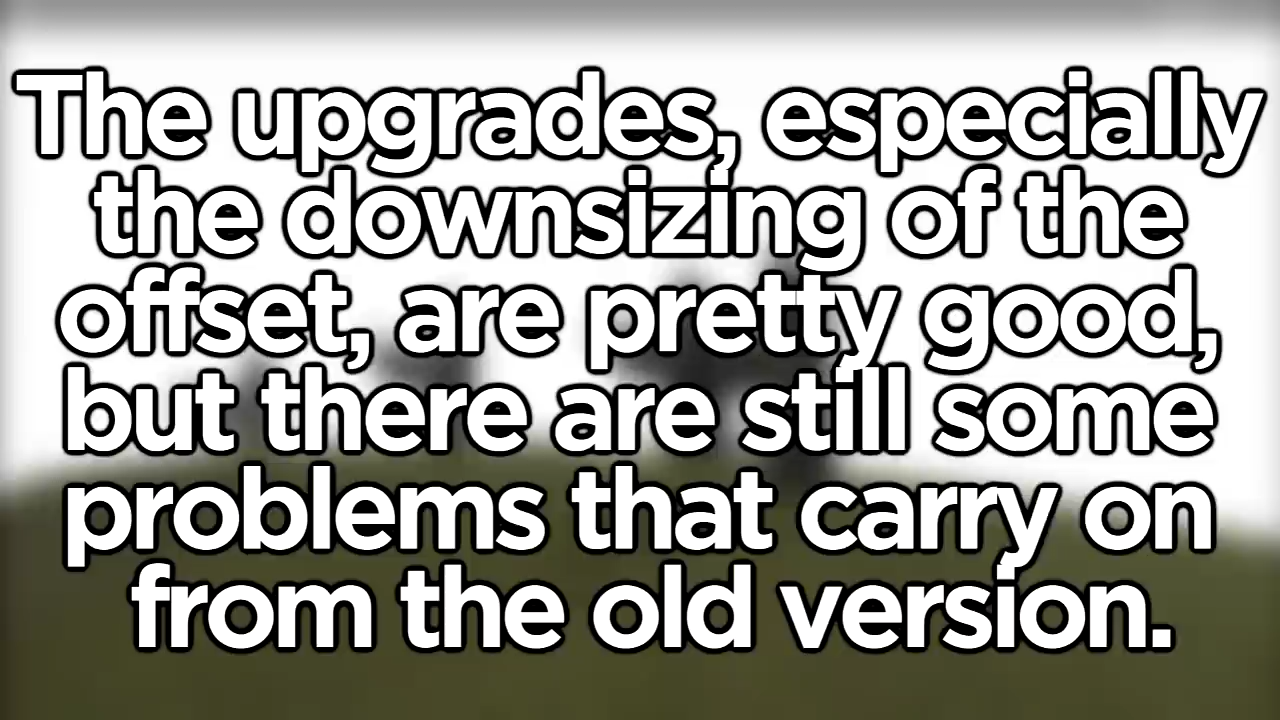 The upgrades, especially
the downsizing of the
offset, are pretty good,
but there are still some
problems that carry on
from the old version.